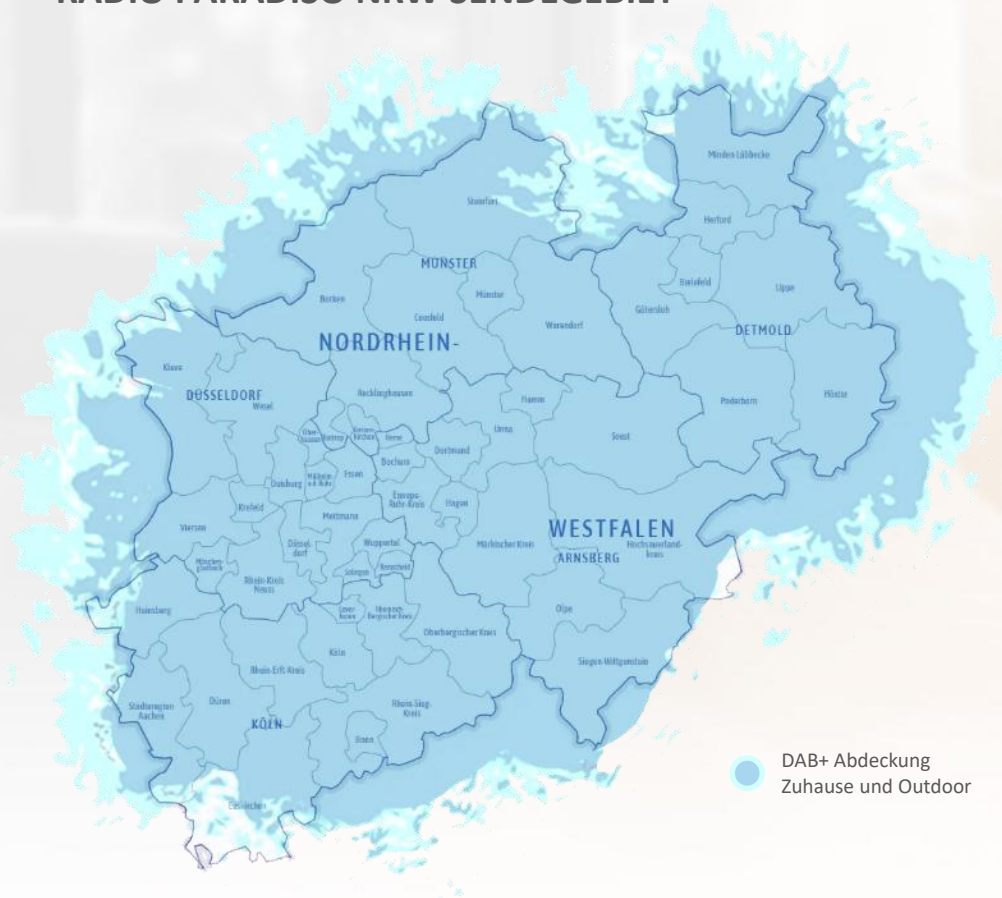 RADIO PARADISO NRW SENDEGEBIET
Minden-Lübbecke
Steinfurt
Herford
MÜNSTER
Bielefeld
Lippe
Borken
Münster
Coesfeld
Gütersloh
Warendorf
DETMOLD
NORDRHEIN-
Kleve
DÜSSELDORF
Wesel
Recklinghausen
Hamm
Paderborn
Höxter
Unna
Soest
Herne
Dortmund
Bochum
Essen
Duisburg
Krefeld
Hagen
Mettmann
Viersen
WESTFALEN
Düssel-
dorf
Wuppertal
Märkischer Kreis
Hochsauerland-
kreis
ARNSBERG
Solingen
Remscheid
Rhein-Kreis
Neuss
Heinsberg
Olpe
Oberbergischer Kreis
Köln
Siegen-Wittgenstein
Rhein-Erft-Kreis
Düren
Rhein-Sieg-
Kreis
Städteregion
Aachen
KÖLN
Bonn
DAB+ Abdeckung
Zuhause und Outdoor